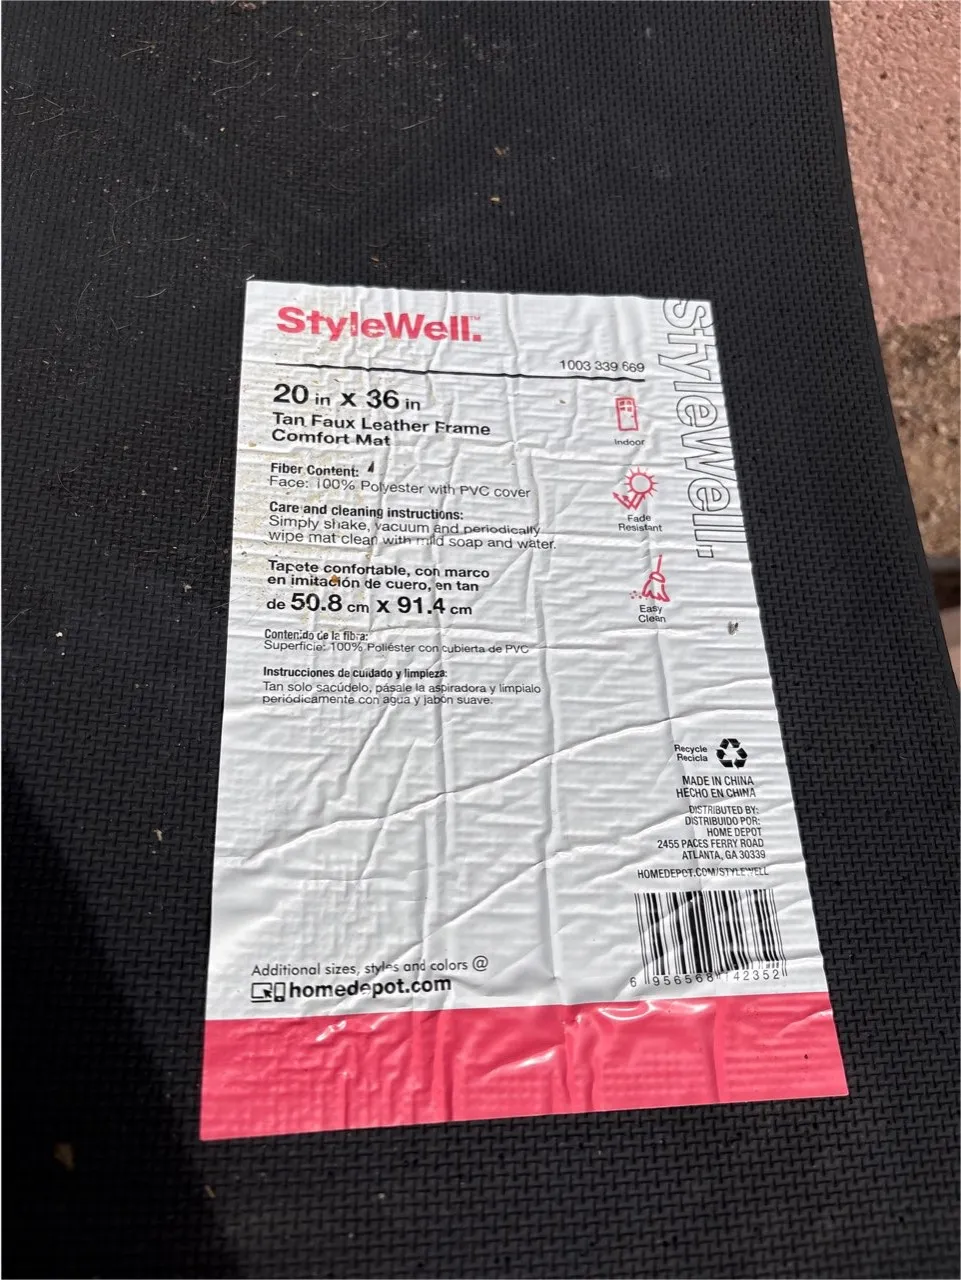 StyleWell.™
1003 339 669
20 in x 36 in
Tan Faux Leather Frame
Comfort Mat
Fiber Content:
Face: 100% Polyester with PVC cover
Care and cleaning instructions:
Simply shake, vacuum and periodically
wipe mat clean with mild soap and water.
Tapete confortable, con marco
en imitación de cuero, en tan
de 50.8 cm x 91.4 cm
Contenido de la fibra:
Superficie: 100% Poliéster con cubierta de PVC
Instrucciones de cuidado y limpieza:
Tan solo sacúdelo, pásale la aspiradora y limpialo
periódicamente con agua y jabón suave.
Indoor
Fade
Resistant
Easy
Clean
stylewell.
Recycle
Recicla
MADE IN CHINA
HECHO EN CHINA
DISTRIBUTED BY:
DISTRIBUIDO POR:
HOME DEPOT
2455 PACES FERRY ROAD
ATLANTA, GA 30339
HOMEDEPOT.COM/STYLEWELL
6 956568 142352
Additional sizes, styles and colors @
homedepot.com